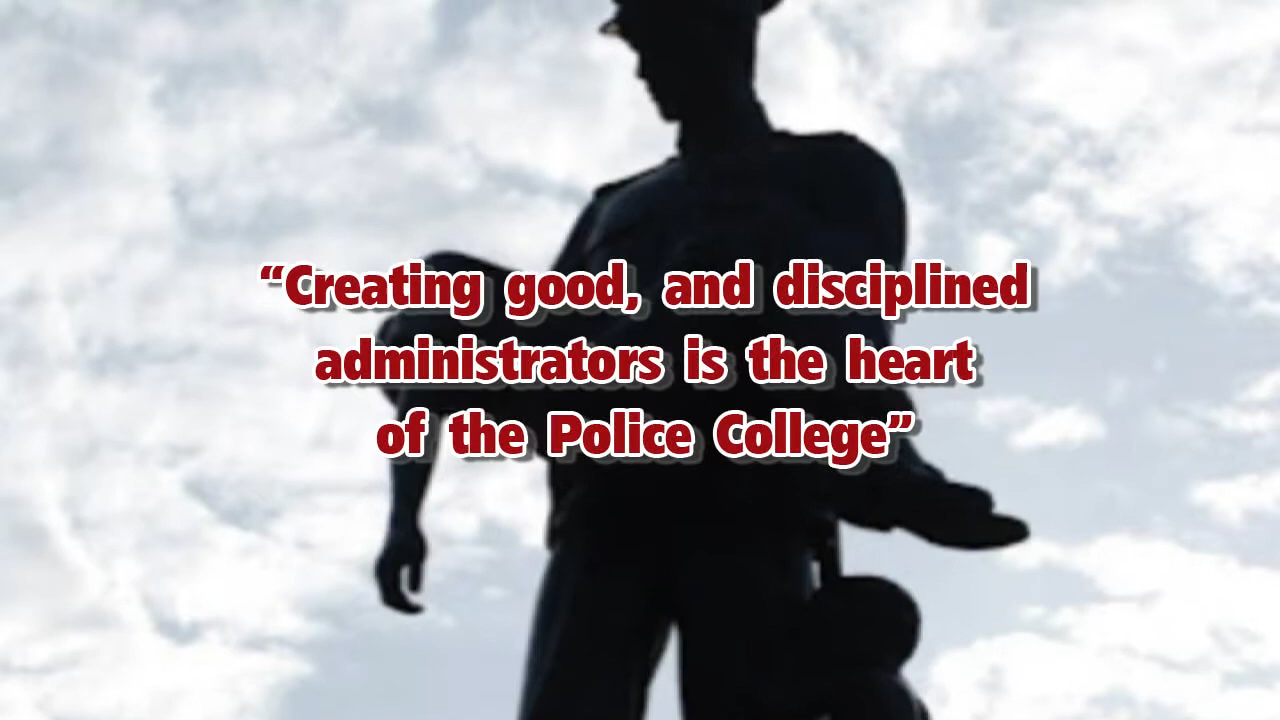 “Creating good, and disciplined
administrators is the heart
of the Police College”